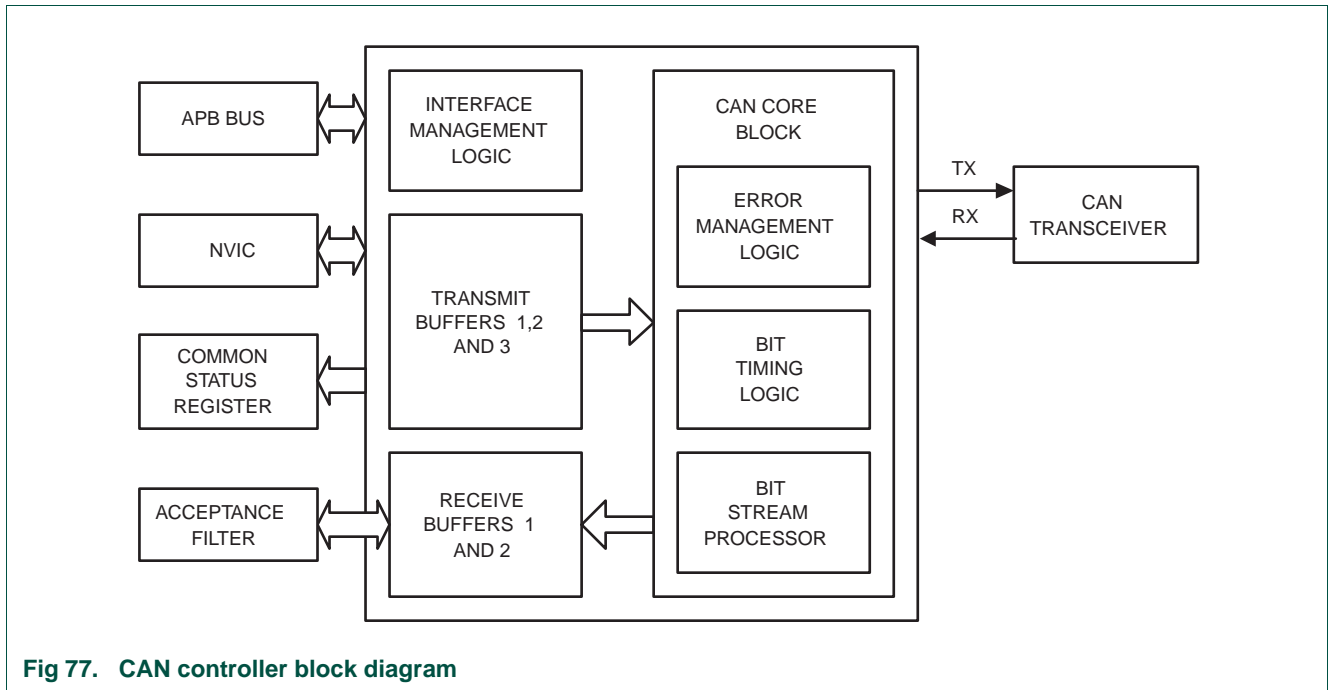 APB BUS
NVIC
COMMON
STATUS
REGISTER
ACCEPTANCE
FILTER
INTERFACE
MANAGEMENT
LOGIC
TRANSMIT
BUFFERS 1,2
AND 3
RECEIVE
BUFFERS 1
AND 2
CAN CORE
BLOCK
ERROR
MANAGEMENT
LOGIC
BIT
TIMING
LOGIC
BIT
STREAM
PROCESSOR
TX
RX
CAN
TRANSCEIVER
Fig 77. CAN controller block diagram